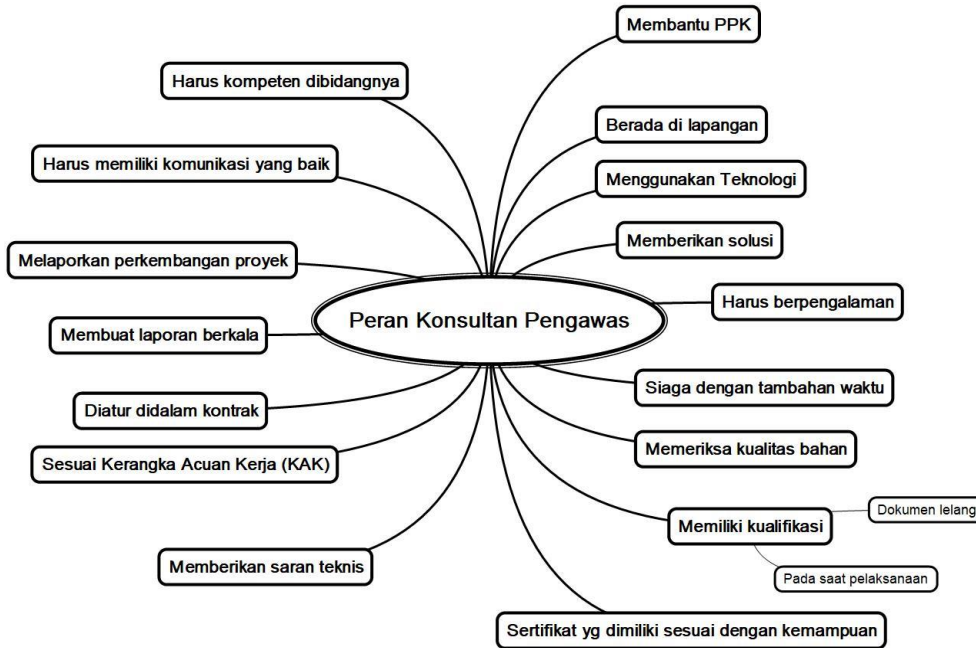 Membantu PPK
Harus kompeten dibidangnya
Berada di lapangan
Harus memiliki komunikasi yang baik
Menggunakan Teknologi
Memberikan solusi
Melaporkan perkembangan proyek
Harus berpengalaman
Peran Konsultan Pengawas
Membuat laporan berkala
Siaga dengan tambahan waktu
Diatur didalam kontrak
Memeriksa kualitas bahan
Sesuai Kerangka Acuan Kerja (KAK)
Dokumen lelang
Memiliki kualifikasi
Memberikan saran teknis
Pada saat pelaksanaan
Sertifikat yg dimiliki sesuai dengan kemampuan